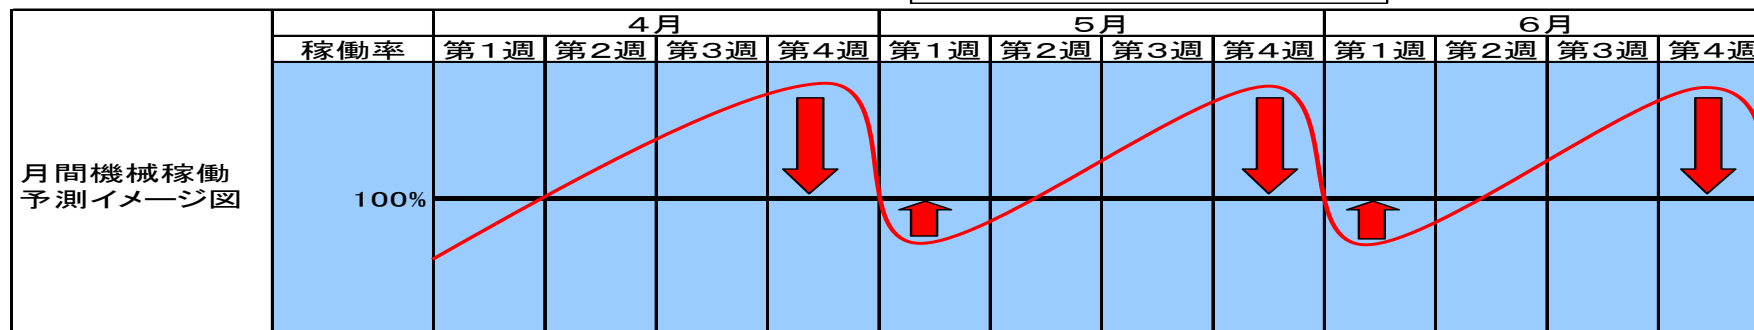 4月
5月
6月
稼働率
第1週
第2週
第3週
第4週
第1週
第2週
第3週
第4週
第1週
第2週
第3週
第4週
月間機械稼働
予測イメージ図
100%